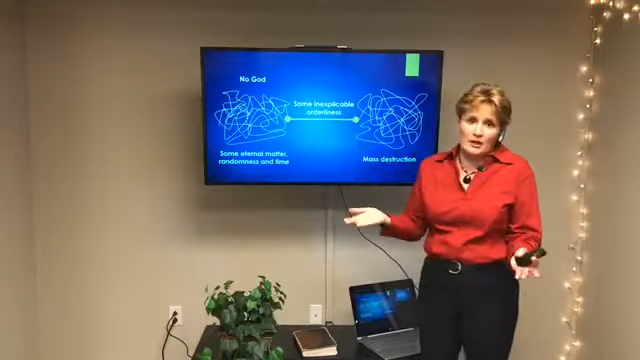 No God
Some inexplicable
orderliness
Some eternal matter,
randomness and time
Mass destruction